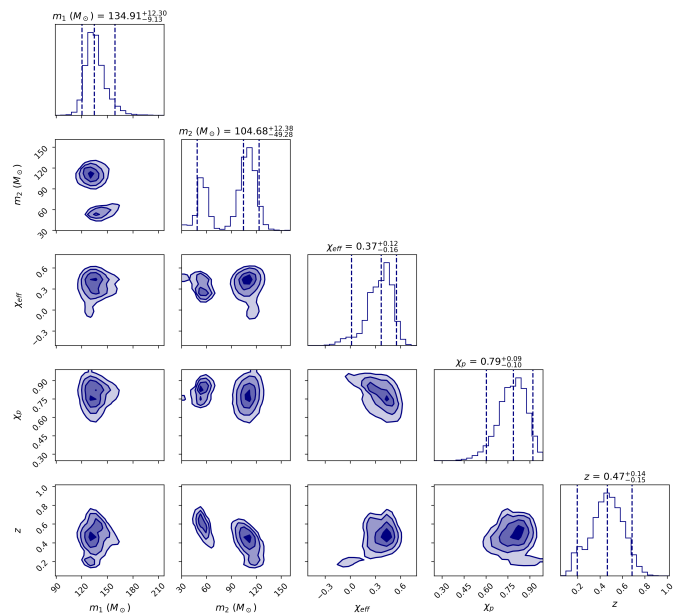 m₁ (M⊙) = 134.91+12.30−9.13
m₂ (M⊙)
150
120
90
60
30
m₂ (M⊙) = 104.68+12.38−49.28
χeff
0.6
0.3
0.0
−0.3
χeff = 0.37+0.12−0.16
χp
0.90
0.75
0.60
0.45
0.30
χp = 0.79+0.09−0.10
z
1.0
0.8
0.6
0.4
0.2
z = 0.47+0.14−0.15
90 120 150 180 210
30 60 90 120 150
−0.3 0.0 0.3 0.6
0.30 0.45 0.60 0.75 0.90
0.2 0.4 0.6 0.8 1.0
m₁ (M⊙) m₂ (M⊙) χeff χp z